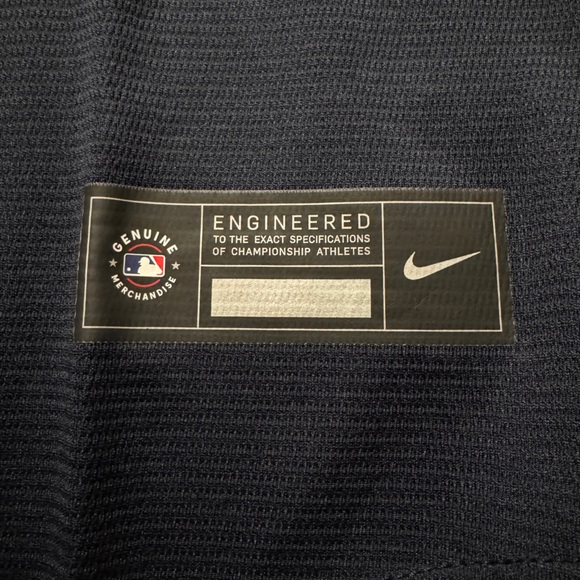 GENUINE
MERCHANDISE
ENGINEERED
TO THE EXACT SPECIFICATIONS
OF CHAMPIONSHIP ATHLETES